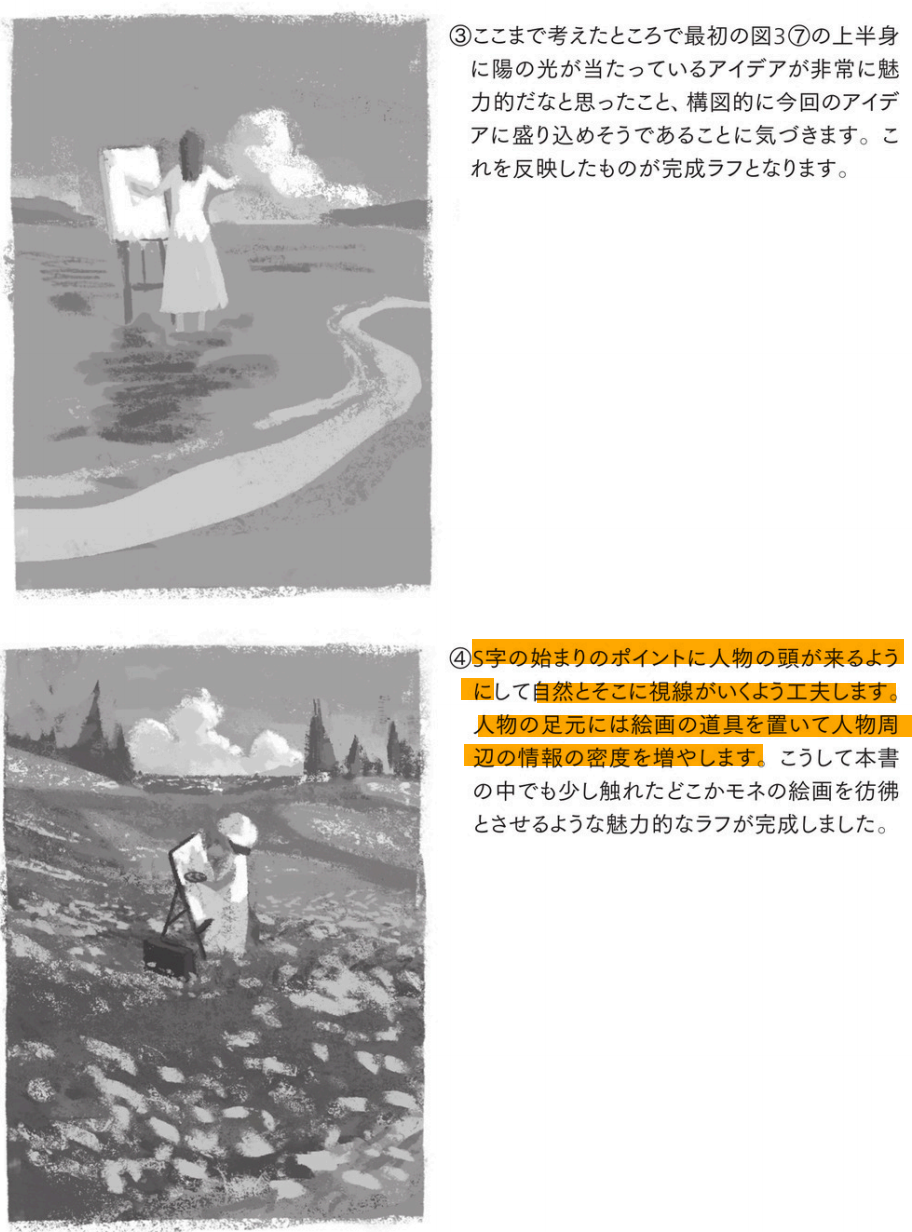 ③ここまで考えたところで最初の図3⑦の上半身
に陽の光が当たっているアイデアが非常に魅
力的だなと思ったこと、構図的に今回のアイデ
アに盛り込めそうであることに気づきます。こ
れを反映したものが完成ラフとなります。
④S字の始まりのポイントに人物の頭が来るよう
にして自然とそこに視線がいくよう工夫します。
人物の足元には絵画の道具を置いて人物周
辺の情報の密度を増やします。こうして本書
の中でも少し触れたどこかモネの絵画を彷彿
とさせるような魅力的なラフが完成しました。